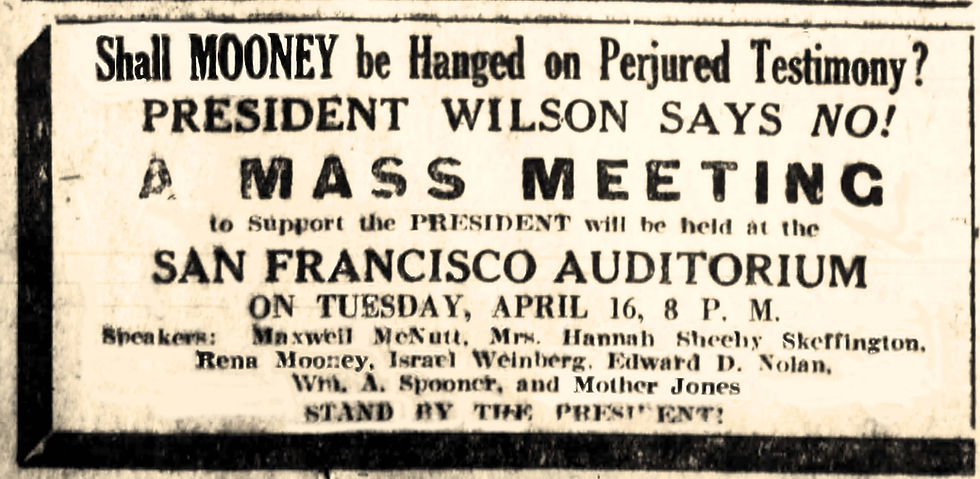 Shall MOONEY be Hanged on Perjured Testimony?
PRESIDENT WILSON SAYS NO!
A MASS MEETING
to Support the PRESIDENT will be held at the
SAN FRANCISCO AUDITORIUM
ON TUESDAY, APRIL 16, 8 P. M.
Speakers: Maxwell McNutt, Mrs. Hannah Sheehy Skeffington,
Rena Mooney, Israel Weinberg, Edward D. Nolan,
Wm. A. Spooner, and Mother Jones
STAND BY THE PRESIDENT!